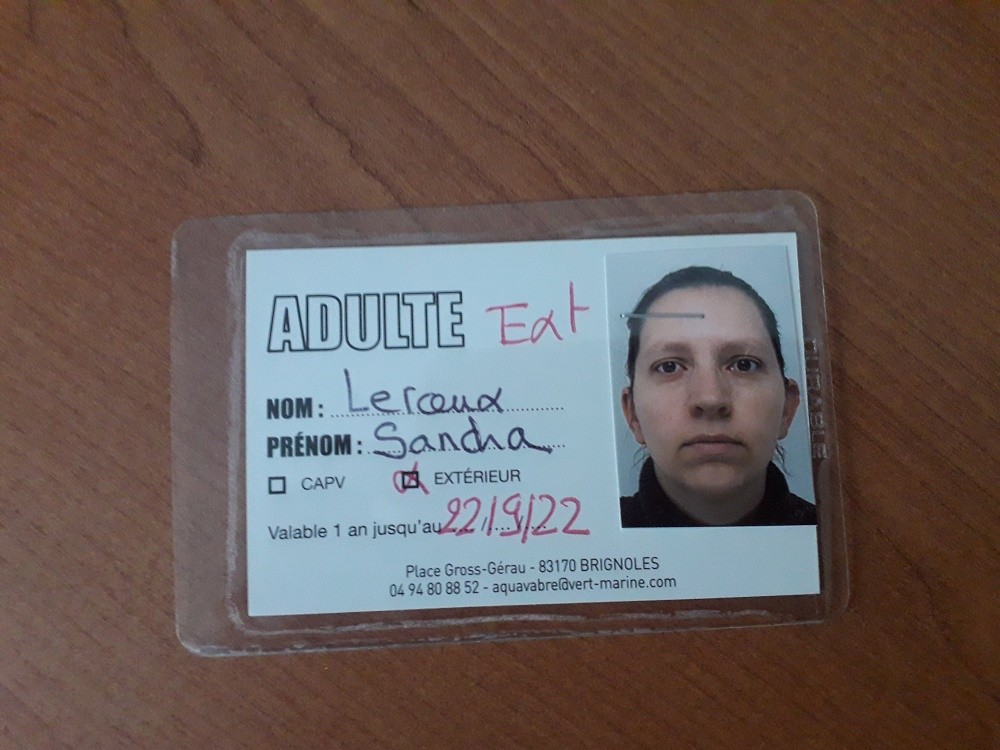 ADULTE Ext
NOM : Leroux
PRÉNOM : Sandra
CAPV EXTÉRIEUR
Valable 1 an jusqu'au 22/9/22
Place Gross-Gérau - 83170 BRIGNOLES
04 94 80 88 52 - aquavabre@vert-marine.com